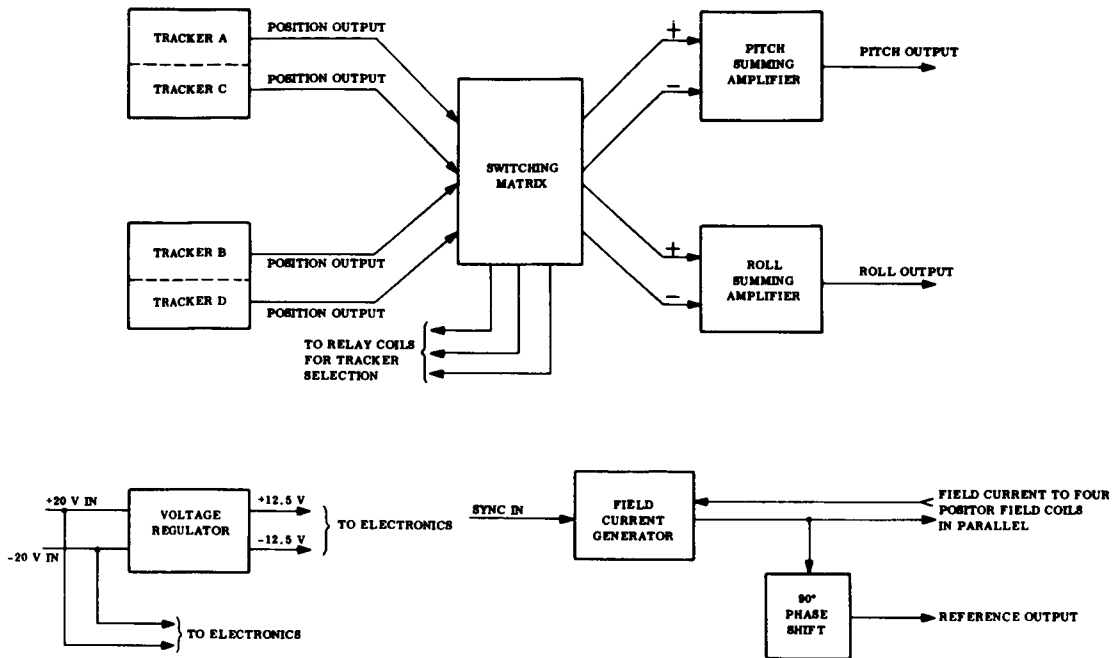 TRACKER A
POSITION OUTPUT
TRACKER C
POSITION OUTPUT
TRACKER B
POSITION OUTPUT
TRACKER D
POSITION OUTPUT
SWITCHING
MATRIX
TO RELAY COILS
FOR TRACKER
SELECTION
+
−
PITCH
SUMMING
AMPLIFIER
PITCH OUTPUT
+
−
ROLL
SUMMING
AMPLIFIER
ROLL OUTPUT
+20 V IN
-20 V IN
VOLTAGE
REGULATOR
+12.5 V
-12.5 V
TO ELECTRONICS
TO ELECTRONICS
SYNC IN
FIELD
CURRENT
GENERATOR
FIELD CURRENT TO FOUR
POSITOR FIELD COILS
IN PARALLEL
90°
PHASE
SHIFT
REFERENCE OUTPUT